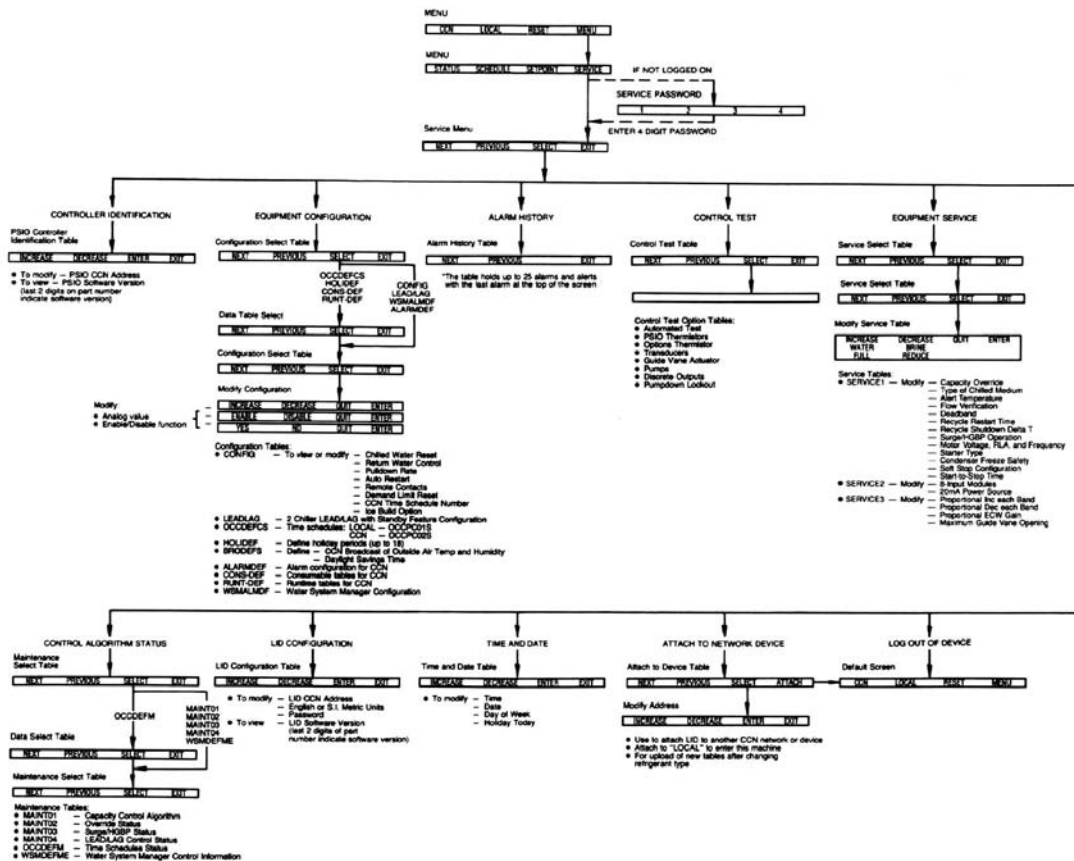 MENU
CCN LOCAL RESET MENU
MENU
STATUS SCHEDULE SETPOINT SERVICE
IF NOT LOGGED ON
SERVICE PASSWORD
1 2 3 4
ENTER 4 DIGIT PASSWORD
Service Menu
NEXT PREVIOUS SELECT EXIT
CONTROLLER IDENTIFICATION
PSIO Controller
Identification Table
INCREASE DECREASE ENTER EXIT
• To modify — PSIO CCN Address
• To view — PSIO Software Version
(last 2 digits on part number
indicate software version)
EQUIPMENT CONFIGURATION
Configuration Select Table
NEXT PREVIOUS SELECT EXIT
OCCDEFCS
HOLIDEF
CONS-DEF
RUNT-DEF
CONFIG
LEAD/LAG
WSMALMDF
ALARMDEF
Data Table Select
NEXT PREVIOUS SELECT EXIT
Configuration Select Table
NEXT PREVIOUS SELECT EXIT
Modify Configuration
Modify:
INCREASE DECREASE QUIT ENTER
• Analog value
ENABLE DISABLE QUIT ENTER
• Enable/Disable function
YES NO QUIT ENTER
Configuration Tables:
• CONFIG — To view or modify — Chilled Water Reset
— Return Water Control
— Pulldown Rate
— Auto Restart
— Remote Contacts
— Demand Limit Reset
— CCN Time Schedule Number
— Ice Build Option
• LEADLAG — 2 Chiller LEAD/LAG with Standby Feature Configuration
• OCCDEFCS — Time schedules: LOCAL — OCCPC01S
CCN — OCCPC02S
• HOLIDEF — Define holiday periods (up to 18)
• BRODEFS — Define — CCN Broadcast of Outside Air Temp and Humidity
— Daylight Savings Time
• ALARMDEF — Alarm configuration for CCN
• CONS-DEF — Consumable tables for CCN
• RUNT-DEF — Runtime tables for CCN
• WSMALMDF — Water System Manager Configuration
ALARM HISTORY
Alarm History Table
NEXT PREVIOUS EXIT
*The table holds up to 25 alarms and alerts
with the last alarm at the top of the screen
CONTROL TEST
Control Test Table
NEXT PREVIOUS SELECT EXIT
Control Test Option Tables:
• Automated Test
• PSIO Thermistors
• Options Thermistor
• Transducers
• Guide Vane Actuator
• Pumps
• Discrete Outputs
• Pumpdown Lockout
EQUIPMENT SERVICE
Service Select Table
NEXT PREVIOUS SELECT EXIT
Service Select Table
NEXT PREVIOUS SELECT EXIT
Modify Service Table
INCREASE DECREASE QUIT ENTER
WATER BRINE
FULL REDUCE
Service Tables:
• SERVICE1 — Modify — Capacity Override
— Type of Chilled Medium
— Alert Temperature
— Flow Verification
— Deadband
— Recycle Restart Time
— Recycle Shutdown Delta T
— Surge/HGBP Operation
— Motor Voltage, RLA, and Frequency
— Starter Type
— Condenser Freeze Safety
— Soft Stop Configuration
— Start-to-Stop Time
• SERVICE2 — Modify — 8-Input Modules
— 20mA Power Source
• SERVICE3 — Modify — Proportional Inc each Band
— Proportional Dec each Band
— Proportional ECW Gain
— Maximum Guide Vane Opening
CONTROL ALGORITHM STATUS
Maintenance
Select Table
NEXT PREVIOUS SELECT EXIT
OCCDEFM
MAINT01
MAINT02
MAINT03
MAINT04
WSMDEFME
Data Select Table
NEXT PREVIOUS SELECT EXIT
Maintenance Select Table
NEXT PREVIOUS SELECT EXIT
Maintenance Tables:
• MAINT01 — Capacity Control Algorithm
• MAINT02 — Override Status
• MAINT03 — Surge/HGBP Status
• MAINT04 — LEAD/LAG Control Status
• OCCDEFM — Time Schedules Status
• WSMDEFME — Water System Manager Control Information
LID CONFIGURATION
LID Configuration Table
INCREASE DECREASE ENTER EXIT
• To modify — LID CCN Address
— English or S.I. Metric Units
— Password
• To view — LID Software Version
(last 2 digits of part
number indicate software version)
TIME AND DATE
Time and Date Table
INCREASE DECREASE ENTER EXIT
• To modify — Time
— Date
— Day of Week
— Holiday Today
ATTACH TO NETWORK DEVICE
Attach to Device Table
NEXT PREVIOUS SELECT ATTACH
Modify Address
INCREASE DECREASE ENTER EXIT
• Use to attach LID to another CCN network or device
• Attach to "LOCAL" to enter this machine
• For upload of new tables after changing
refrigerant type
LOG OUT OF DEVICE
Default Screen
CCN LOCAL RESET MENU